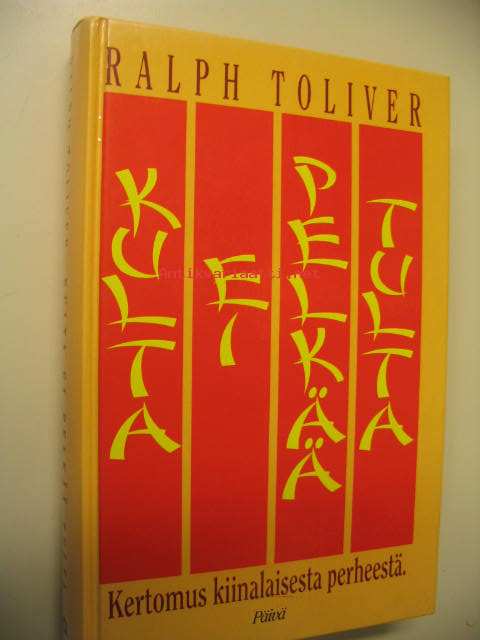 RALPH TOLIVER
KULTA
EI
PELKÄÄ
TULTA
Kertomus kiinalaisesta perheestä.
Päivä